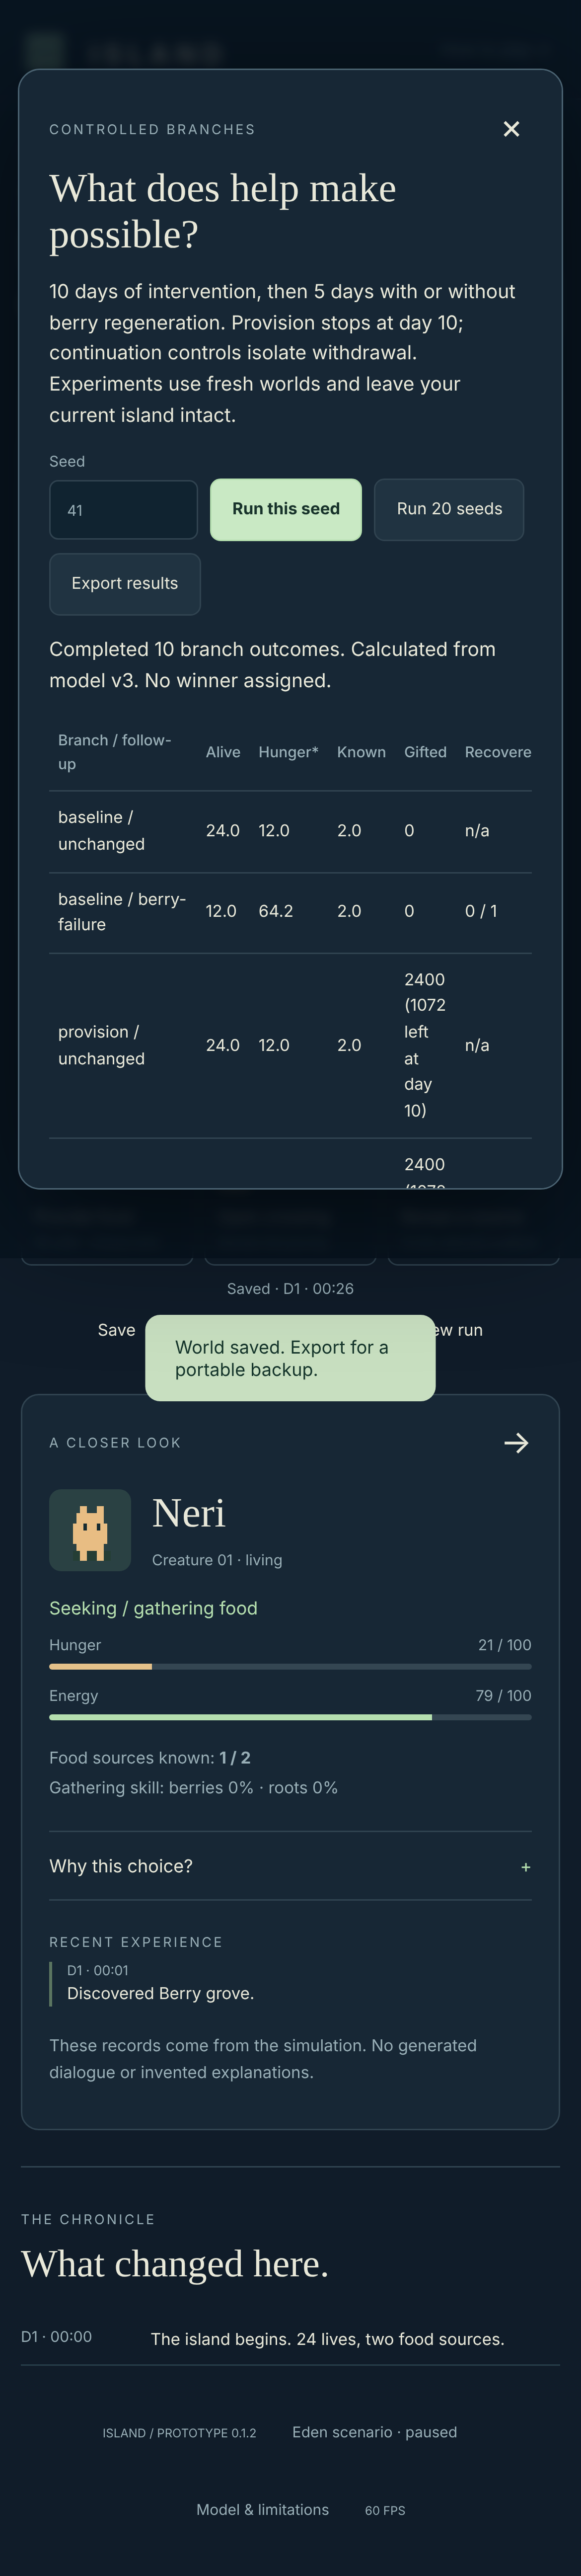 ISLAND
CONTROLLED BRANCHES
What does help make
possible?
10 days of intervention, then 5 days with or without
berry regeneration. Provision stops at day 10;
continuation controls isolate withdrawal.
Experiments use fresh worlds and leave your
current island intact.
Seed
41
Run this seed
Run 20 seeds
Export results
Completed 10 branch outcomes. Calculated from
model v3. No winner assigned.
Branch / follow-
up
Alive
Hunger*
Known
Gifted
Recovere
baseline /
unchanged
24.0
12.0
2.0
0
n/a
baseline / berry-
failure
12.0
64.2
2.0
0
0 / 1
provision /
unchanged
24.0
12.0
2.0
2400
(1072
left
at
day
10)
n/a
2400
Saved · D1 · 00:26
Save
ew run
World saved. Export for a
portable backup.
A CLOSER LOOK
→
Neri
Creature 01 · living
Seeking / gathering food
Hunger
21 / 100
Energy
79 / 100
Food sources known: 1 / 2
Gathering skill: berries 0% · roots 0%
Why this choice?
+
RECENT EXPERIENCE
D1 · 00:01
Discovered Berry grove.
These records come from the simulation. No generated
dialogue or invented explanations.
THE CHRONICLE
What changed here.
D1 · 00:00
The island begins. 24 lives, two food sources.
ISLAND / PROTOTYPE 0.1.2
Eden scenario · paused
Model & limitations
60 FPS